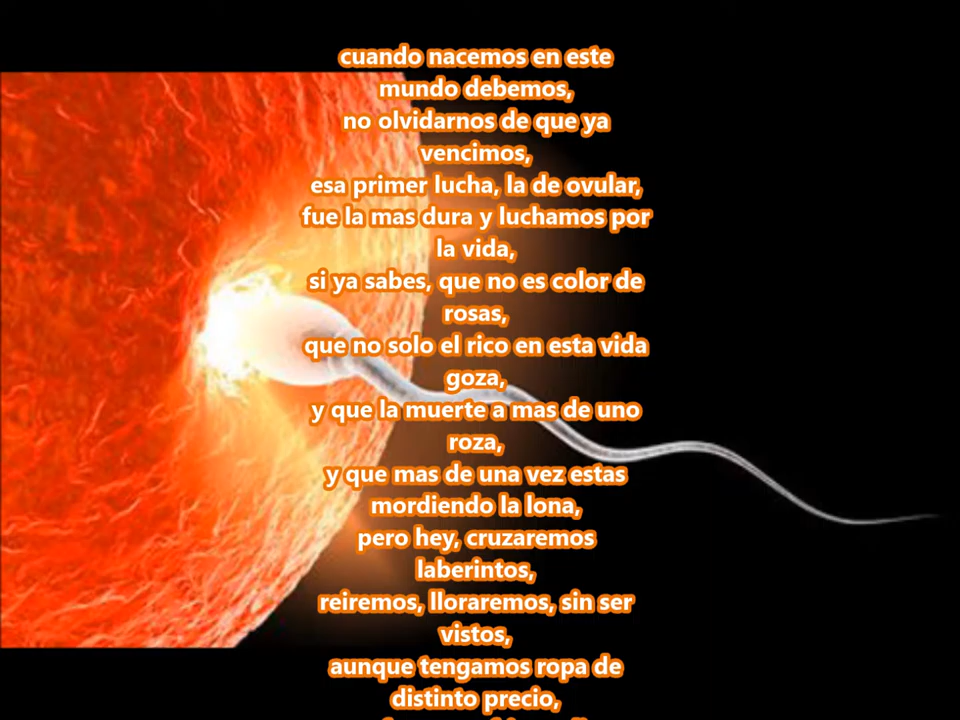 cuando nacemos en este
mundo debemos,
no olvidarnos de que ya
vencimos,
esa primer lucha, la de ovular,
fue la mas dura y luchamos por
la vida,
si ya sabes, que no es color de
rosas,
que no solo el rico en esta vida
goza,
y que la muerte a mas de uno
roza,
y que mas de una vez estas
mordiendo la lona,
pero hey, cruzaremos
laberintos,
reiremos, lloraremos, sin ser
vistos,
aunque tengamos ropa de
distinto precio,